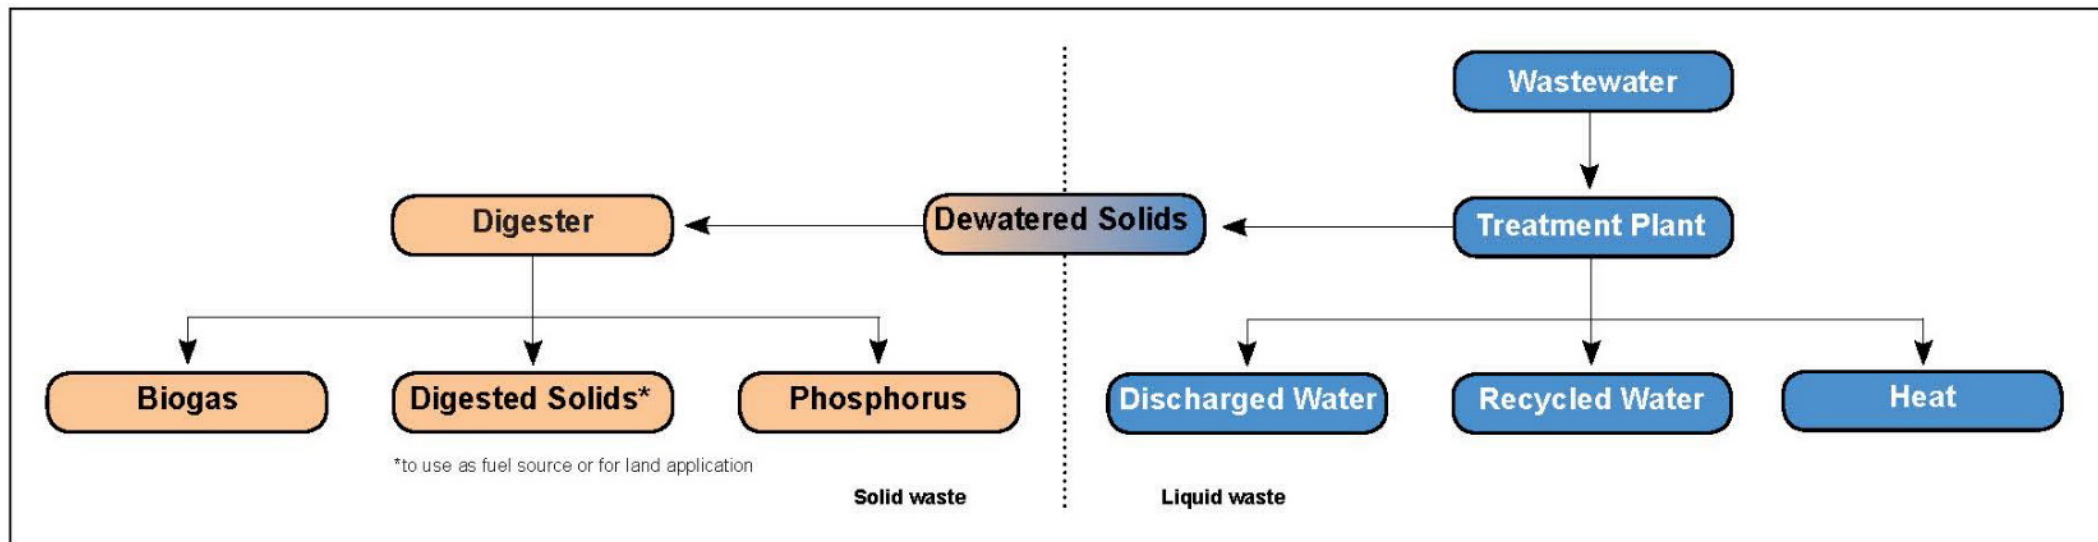 Wastewater
Digester
Dewatered Solids
Treatment Plant
Biogas
Digested Solids*
Phosphorus
Discharged Water
Recycled Water
Heat
*to use as fuel source or for land application
Solid waste
Liquid waste